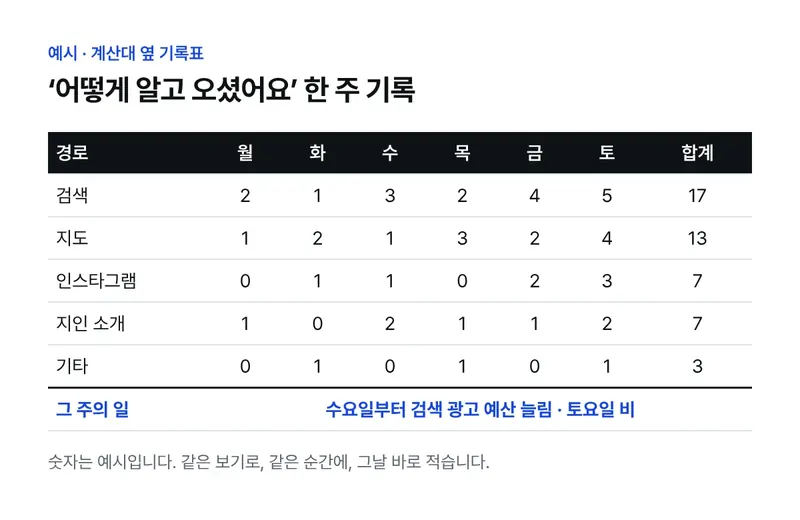 예시 · 계산대 옆 기록표
‘어떻게 알고 오셨어요’ 한 주 기록
경로 월 화 수 목 금 토 합계
검색 2 1 3 2 4 5 17
지도 1 2 1 3 2 4 13
인스타그램 0 1 1 0 2 3 7
지인 소개 1 0 2 1 1 2 7
기타 0 1 0 1 0 1 3
그 주의 일 수요일부터 검색 광고 예산 늘림 · 토요일 비
숫자는 예시입니다. 같은 보기로, 같은 순간에, 그날 바로 적습니다.